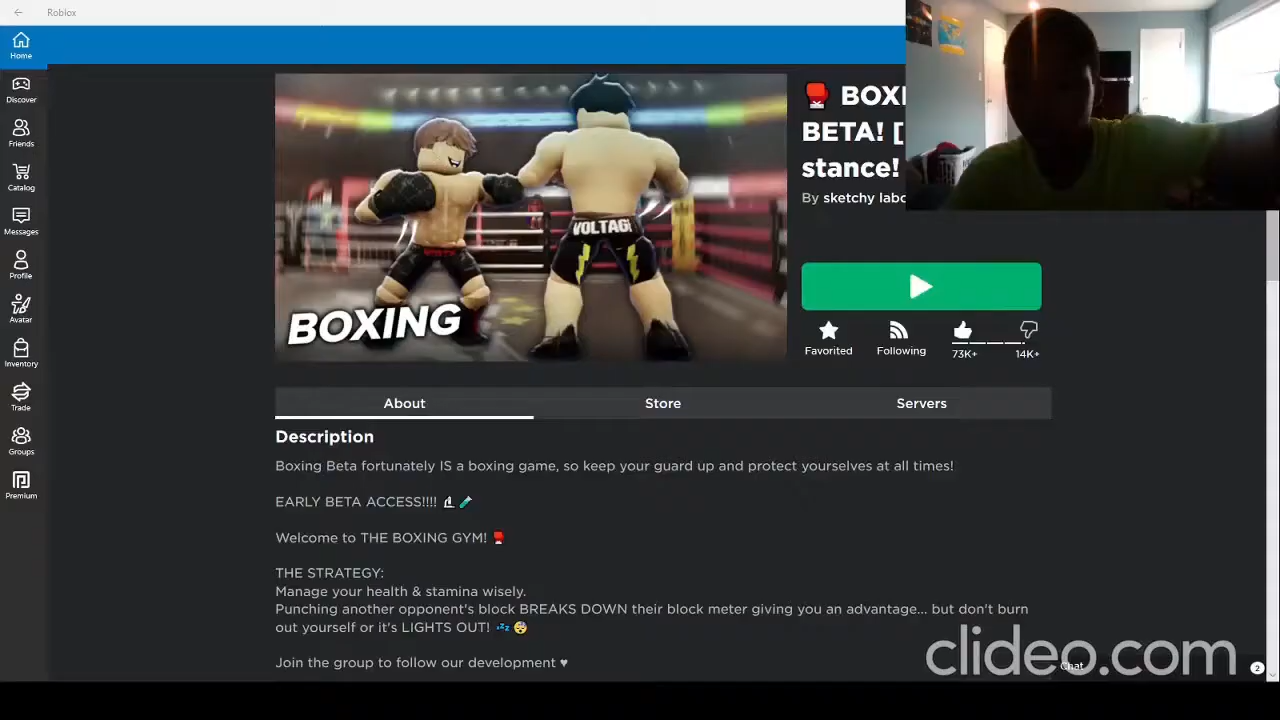 Roblox
Home
Discover
Friends
Catalog
Messages
Profile
Avatar
Inventory
Trade
Groups
Premium
VOLTAGE
BOXING
BETA! [
stance!
By sketchy
Favorited
Following
73K+
14K+
About
Store
Servers
Description
Boxing Beta fortunately IS a boxing game, so keep your guard up and protect yourselves at all times!
EARLY BETA ACCESS!!!!
Welcome to THE BOXING GYM!
THE STRATEGY:
Manage your health & stamina wisely.
Punching another opponent's block BREAKS DOWN their block meter giving you an advantage... but don't burn
out yourself or it's LIGHTS OUT!
Join the group to follow our development ♥
clideo.com
Chat
2